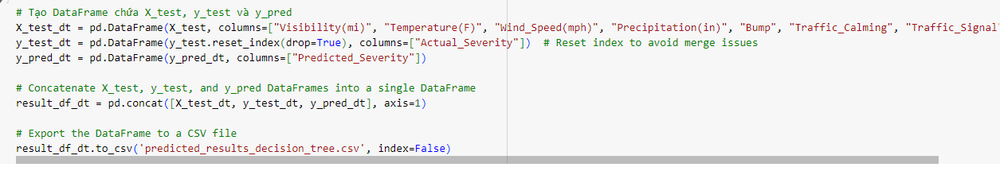 # Tạo DataFrame chứa X_test, y_test và y_pred
X_test_dt = pd.DataFrame(X_test, columns=["Visibility(mi)", "Temperature(F)", "Wind_Speed(mph)", "Precipitation(in)", "Bump", "Traffic_Calming", "Traffic_Signal"
y_test_dt = pd.DataFrame(y_test.reset_index(drop=True), columns=["Actual_Severity"])  # Reset index to avoid merge issues
y_pred_dt = pd.DataFrame(y_pred_dt, columns=["Predicted_Severity"])
# Concatenate X_test, y_test, and y_pred DataFrames into a single DataFrame
result_df_dt = pd.concat([X_test_dt, y_test_dt, y_pred_dt], axis=1)
# Export the DataFrame to a CSV file
result_df_dt.to_csv('predicted_results_decision_tree.csv', index=False)